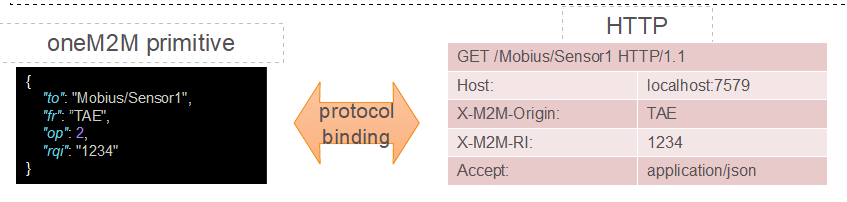 oneM2M primitive
{
"to": "Mobius/Sensor1",
"fr": "TAE",
"op": 2,
"rqi": "1234"
}
protocol
binding
HTTP
GET /Mobius/Sensor1 HTTP/1.1
Host: localhost:7579
X-M2M-Origin: TAE
X-M2M-RI: 1234
Accept: application/json